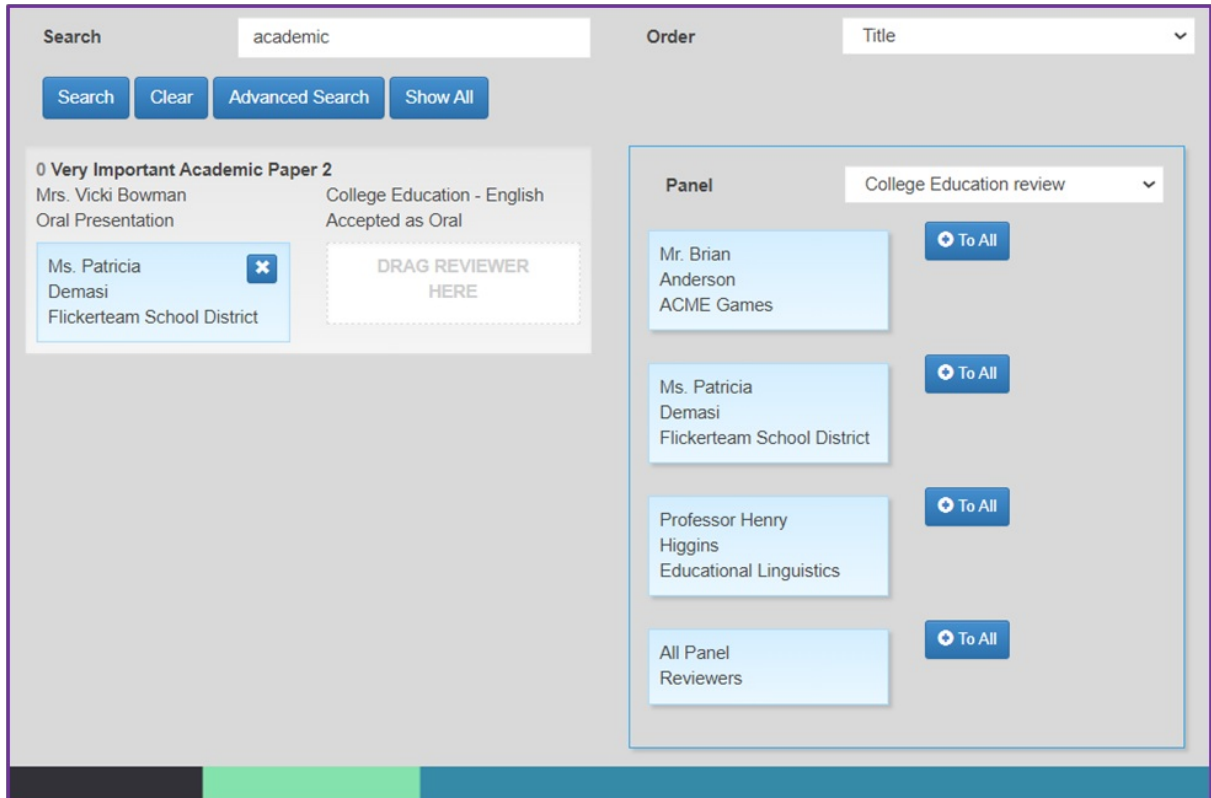 Search
academic
Order
Title
Search
Clear
Advanced Search
Show All
0 Very Important Academic Paper 2
Mrs. Vicki Bowman
College Education - English
Oral Presentation
Accepted as Oral
Ms. Patricia
Demasi
Flickerteam School District
DRAG REVIEWER
HERE
Panel
College Education review
Mr. Brian
Anderson
ACME Games
To All
Ms. Patricia
Demasi
Flickerteam School District
To All
Professor Henry
Higgins
Educational Linguistics
To All
All Panel
Reviewers
To All